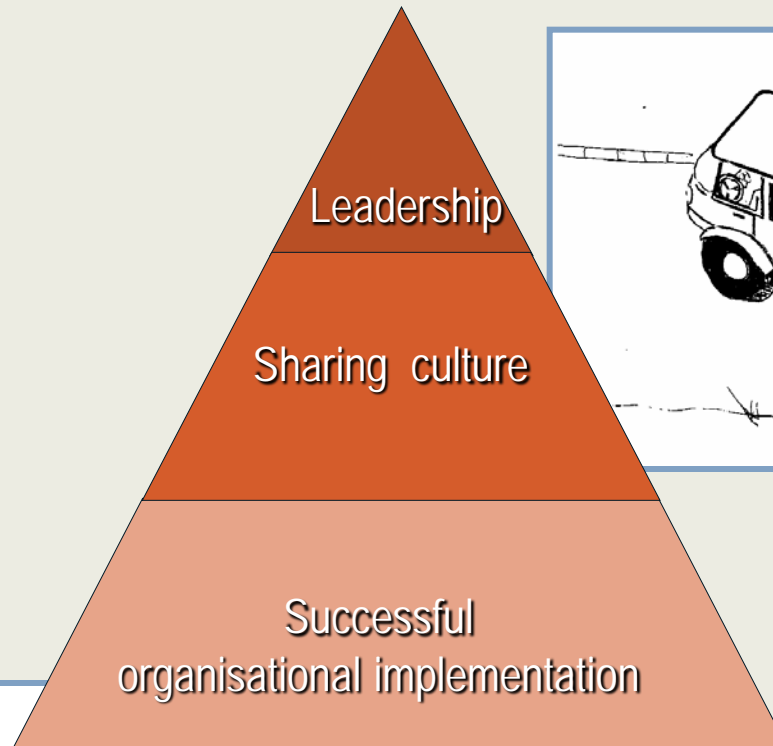 Leadership
Sharing culture
Successful
organisational implementation